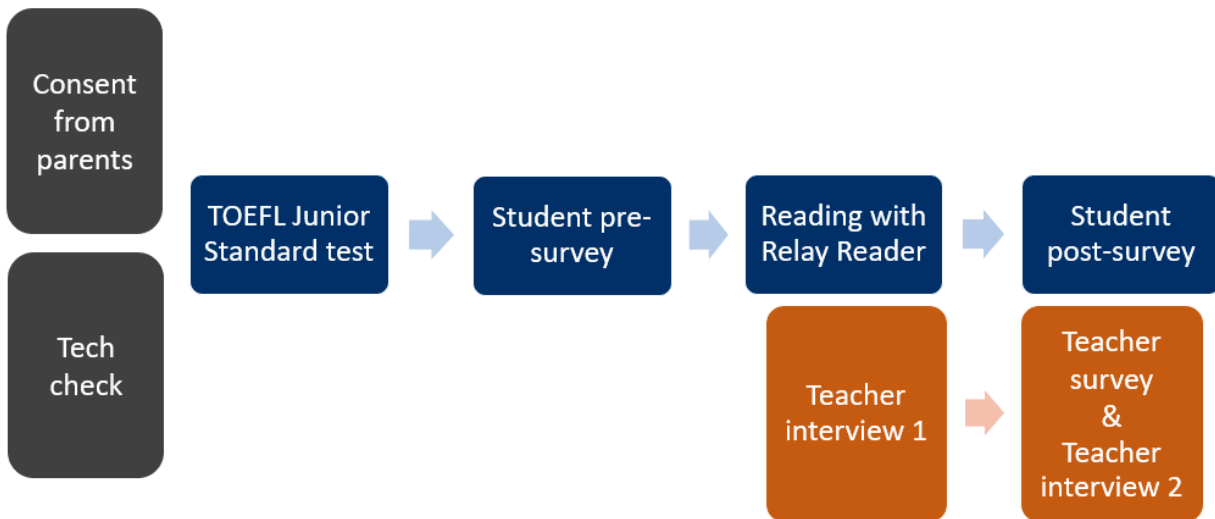 Consent
from
parents
Tech
check
TOEFL Junior
Standard test
Student pre-
survey
Reading with
Relay Reader
Student
post-survey
Teacher
interview 1
Teacher
survey
&
Teacher
interview 2